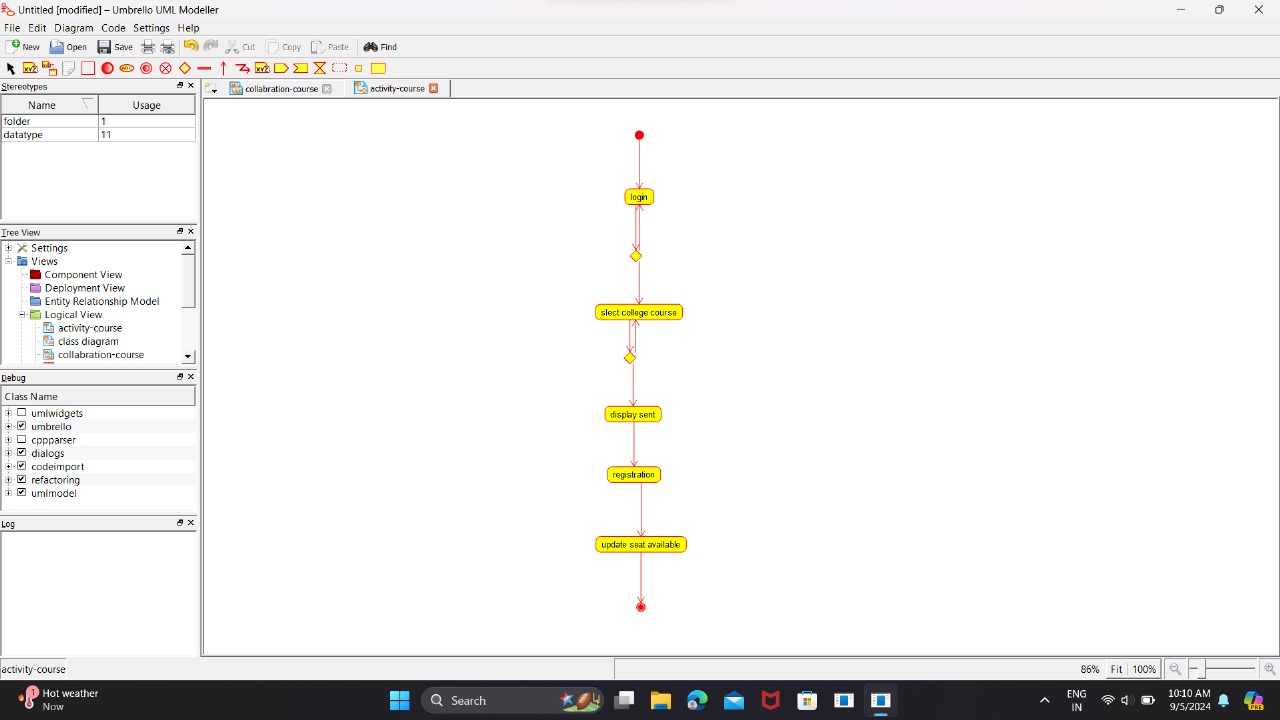 Untitled [modified] – Umbrello UML Modeller
File Edit Diagram Code Settings Help
New Open Save Cut Copy Paste Find
Stereotypes
Name Usage
folder 1
datatype 11
Tree View
Settings
Views
Component View
Deployment View
Entity Relationship Model
Logical View
activity-course
class diagram
collabration-course
Debug
Class Name
umlwidgets
umbrello
cppparser
dialogs
codeimport
refactoring
umlmodel
Log
collabration-course activity-course
login
slect college course
display sent
registration
update seat available
activity-course
86% Fit 100%
1
Hot weather
Now
Search
ENG
IN
10:10 AM
9/5/2024
PRE